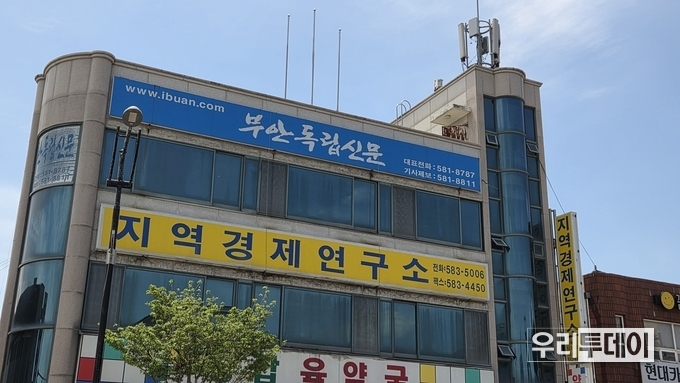 www.ibuan.com
부안독립신문
대표전화 : 581-8787
기사제보 : 581-8811
지역경제연구소
전화:583-5006
팩스:583-4450
지역경제연구소
육약국
현대카
우리투데이